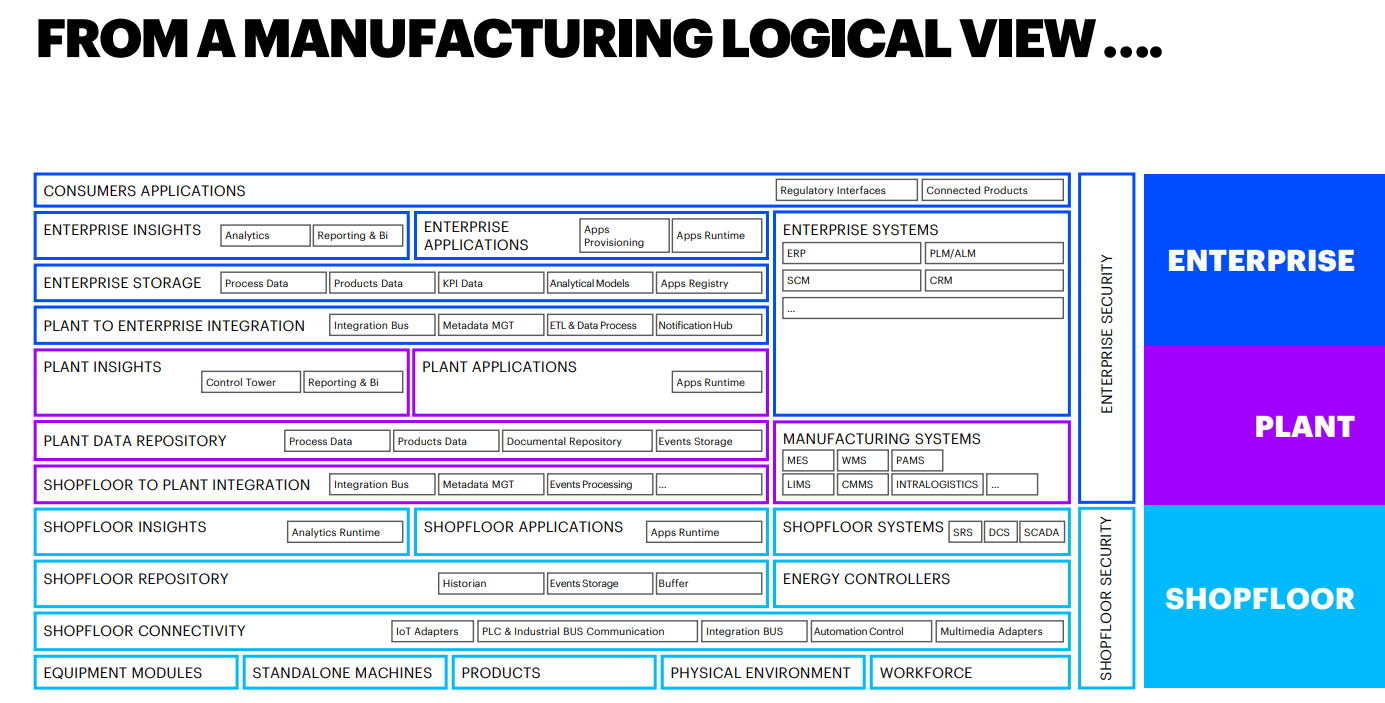 FROM A MANUFACTURING LOGICAL VIEW ....
CONSUMERS APPLICATIONS
Regulatory Interfaces
Connected Products
ENTERPRISE INSIGHTS
Analytics
Reporting & Bi
ENTERPRISE
APPLICATIONS
Apps
Provisioning
Apps Runtime
ENTERPRISE SYSTEMS
ERP
PLM/ALM
SCM
CRM
...
ENTERPRISE STORAGE
Process Data
Products Data
KPI Data
Analytical Models
Apps Registry
PLANT TO ENTERPRISE INTEGRATION
Integration Bus
Metadata MGT
ETL & Data Process
Notification Hub
PLANT INSIGHTS
Control Tower
Reporting & Bi
PLANT APPLICATIONS
Apps Runtime
PLANT DATA REPOSITORY
Process Data
Products Data
Documental Repository
Events Storage
MANUFACTURING SYSTEMS
MES
WMS
PAMS
LIMS
CMMS
INTRALOGISTICS
...
SHOPFLOOR TO PLANT INTEGRATION
Integration Bus
Metadata MGT
Events Processing
...
SHOPFLOOR INSIGHTS
Analytics Runtime
SHOPFLOOR APPLICATIONS
Apps Runtime
SHOPFLOOR SYSTEMS
SRS
DCS
SCADA
SHOPFLOOR REPOSITORY
Historian
Events Storage
Buffer
ENERGY CONTROLLERS
SHOPFLOOR CONNECTIVITY
IoT Adapters
PLC & Industrial BUS Communication
Integration BUS
Automation Control
Multimedia Adapters
EQUIPMENT MODULES
STANDALONE MACHINES
PRODUCTS
PHYSICAL ENVIRONMENT
WORKFORCE
ENTERPRISE SECURITY
SHOPFLOOR SECURITY
ENTERPRISE
PLANT
SHOPFLOOR